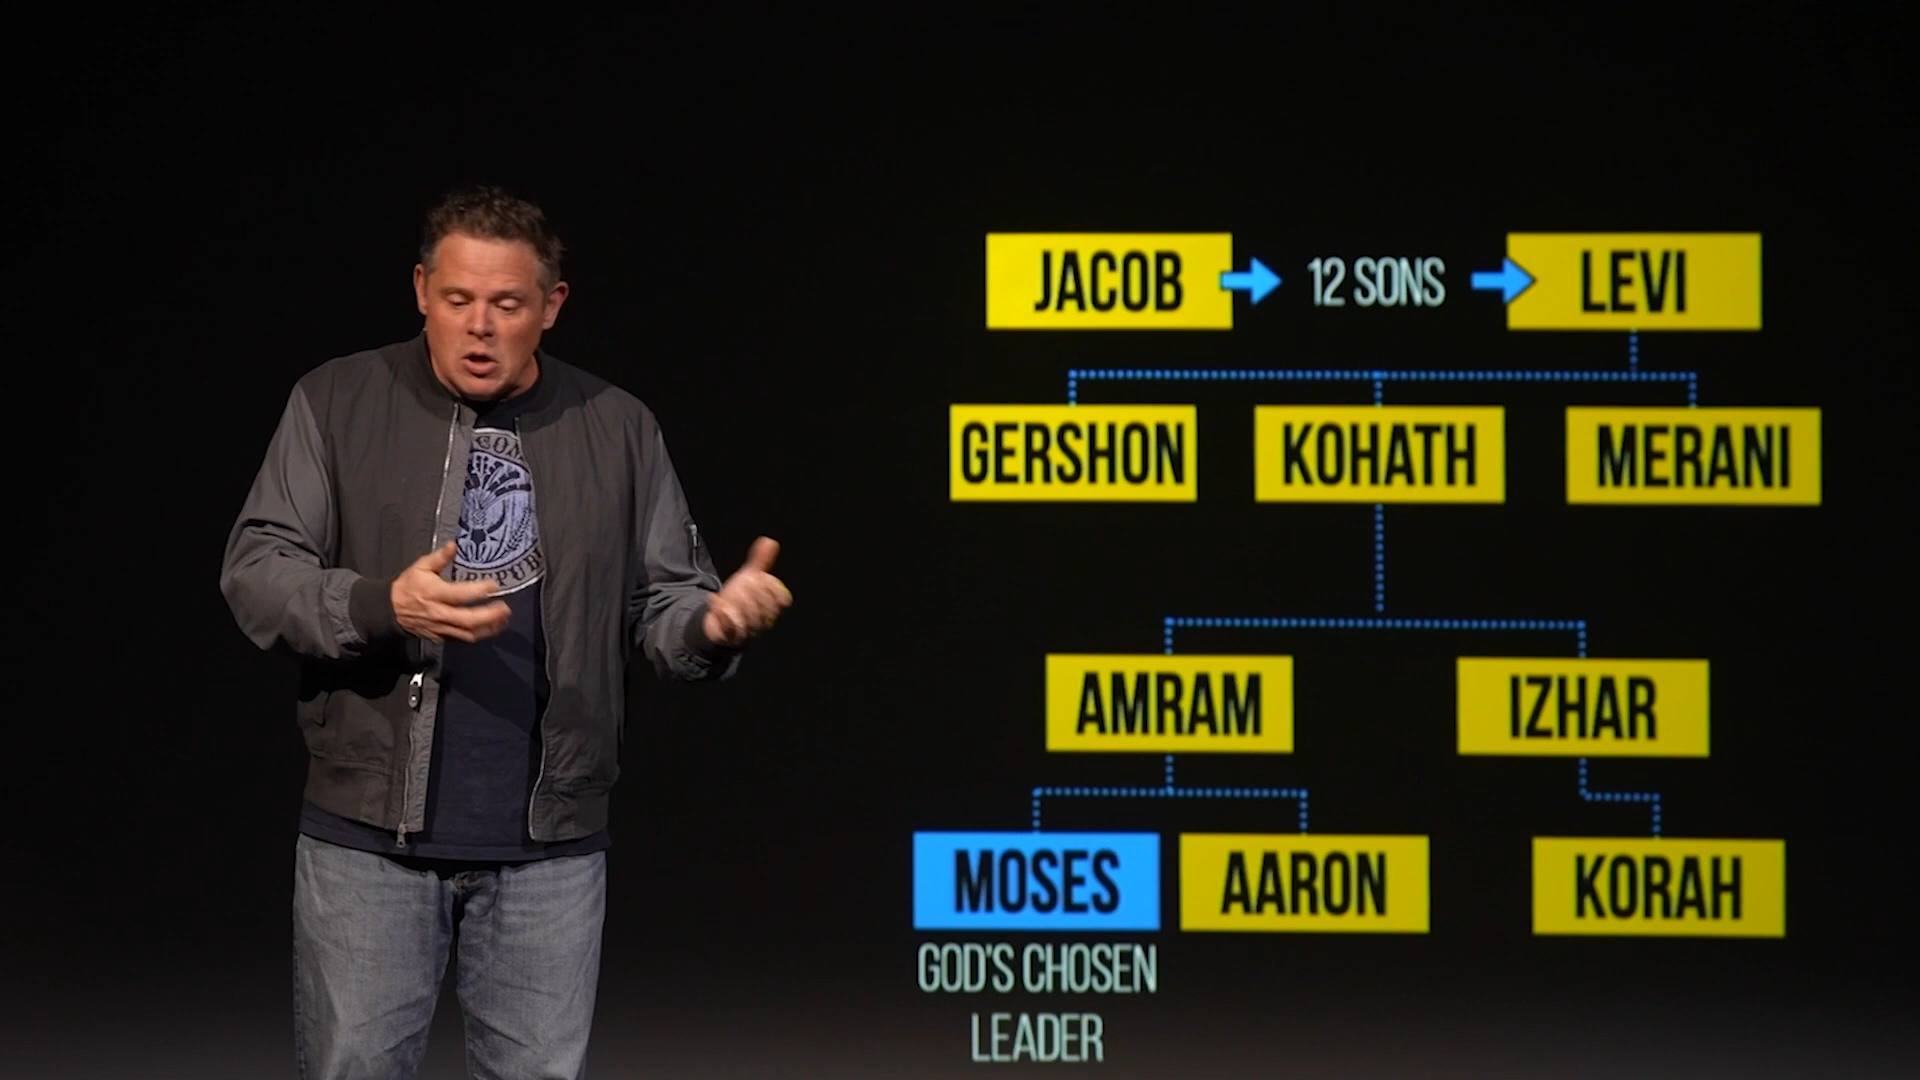 JACOB 12 SONS LEVI
GERSHON KOHATH MERANI
AMRAM IZHAR
MOSES AARON KORAH
GOD'S CHOSEN
LEADER